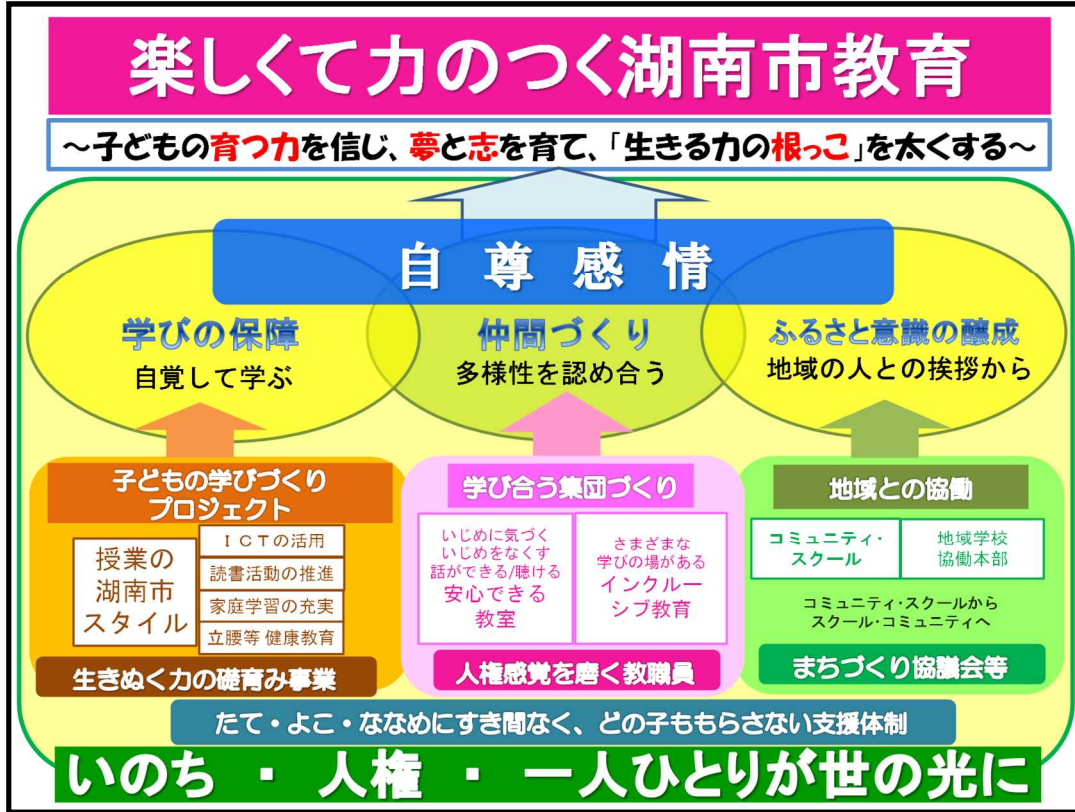 楽しくて力のつく湖南市教育
～子どもの育つ力を信じ、夢と志を育て、「生きる力の根っこ」を太くする～
自 尊 感 情
学びの保障
自覚して学ぶ
仲間づくり
多様性を認め合う
ふるさと意識の醸成
地域の人との挨拶から
子どもの学びづくり
プロジェクト
授業の
湖南市
スタイル
ＩＣＴの活用
読書活動の推進
家庭学習の充実
立腰等 健康教育
生きぬく力の礎育み事業
学び合う集団づくり
いじめに気づく
いじめをなくす
話ができる/聴ける
安心できる
教室
さまざまな
学びの場がある
インクルー
シブ教育
人権感覚を磨く教職員
地域との協働
コミュニティ・
スクール
地域学校
協働本部
コミュニティ・スクールから
スクール・コミュニティへ
まちづくり協議会等
たて・よこ・ななめにすき間なく、どの子ももらさない支援体制
いのち ・ 人権 ・ 一人ひとりが世の光に